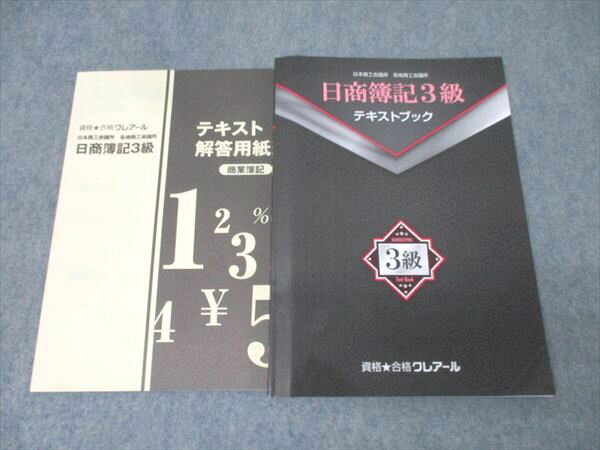 資格★合格クレアール
日本商工会議所 各地商工会議所
日商簿記3級
テキスト
解答用紙
商業簿記
1 2 3 %
4 ¥ 5
日本商工会議所 各地商工会議所
日商簿記3級
テキストブック
BOOKKEEPING
3級
Text Book
資格★合格クレアール